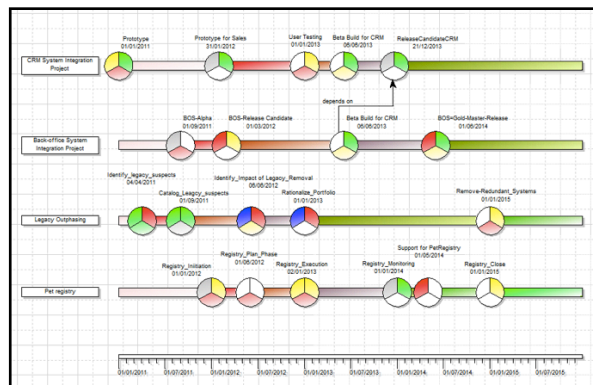 Prototype
01/01/2011
Prototype for Sales
31/01/2012
User Testing
01/01/2013
Beta Build for CRM
06/06/2013
ReleaseCandidateCRM
21/12/2013
CRM System Integration
Project
depends on
BOS-Alpha
01/09/2011
BOS-Release Candidate
01/03/2012
Beta Build for CRM
06/06/2013
BOS=Gold-Master-Release
01/06/2014
Back-office System
Integration Project
Identify_legacy_suspects
04/04/2011
Catalog_Leagcy_suspects
01/09/2011
Identify_Impact of Legacy_Removal
06/06/2012
Rationalize_Portfolio
01/01/2013
Remove-Redundant_Systems
01/01/2015
Legacy Outphasing
Registry_Initiation
01/01/2012
Registry_Plan_Phase
01/06/2012
Registry_Execution
02/01/2013
Registry_Monitoring
01/01/2014
Support for PetRegistry
01/05/2014
Registry_Close
01/01/2015
Pet registry
01/01/2011 01/07/2011 01/01/2012 01/07/2012 01/01/2013 01/07/2013 01/01/2014 01/07/2014 01/01/2015 01/07/2015